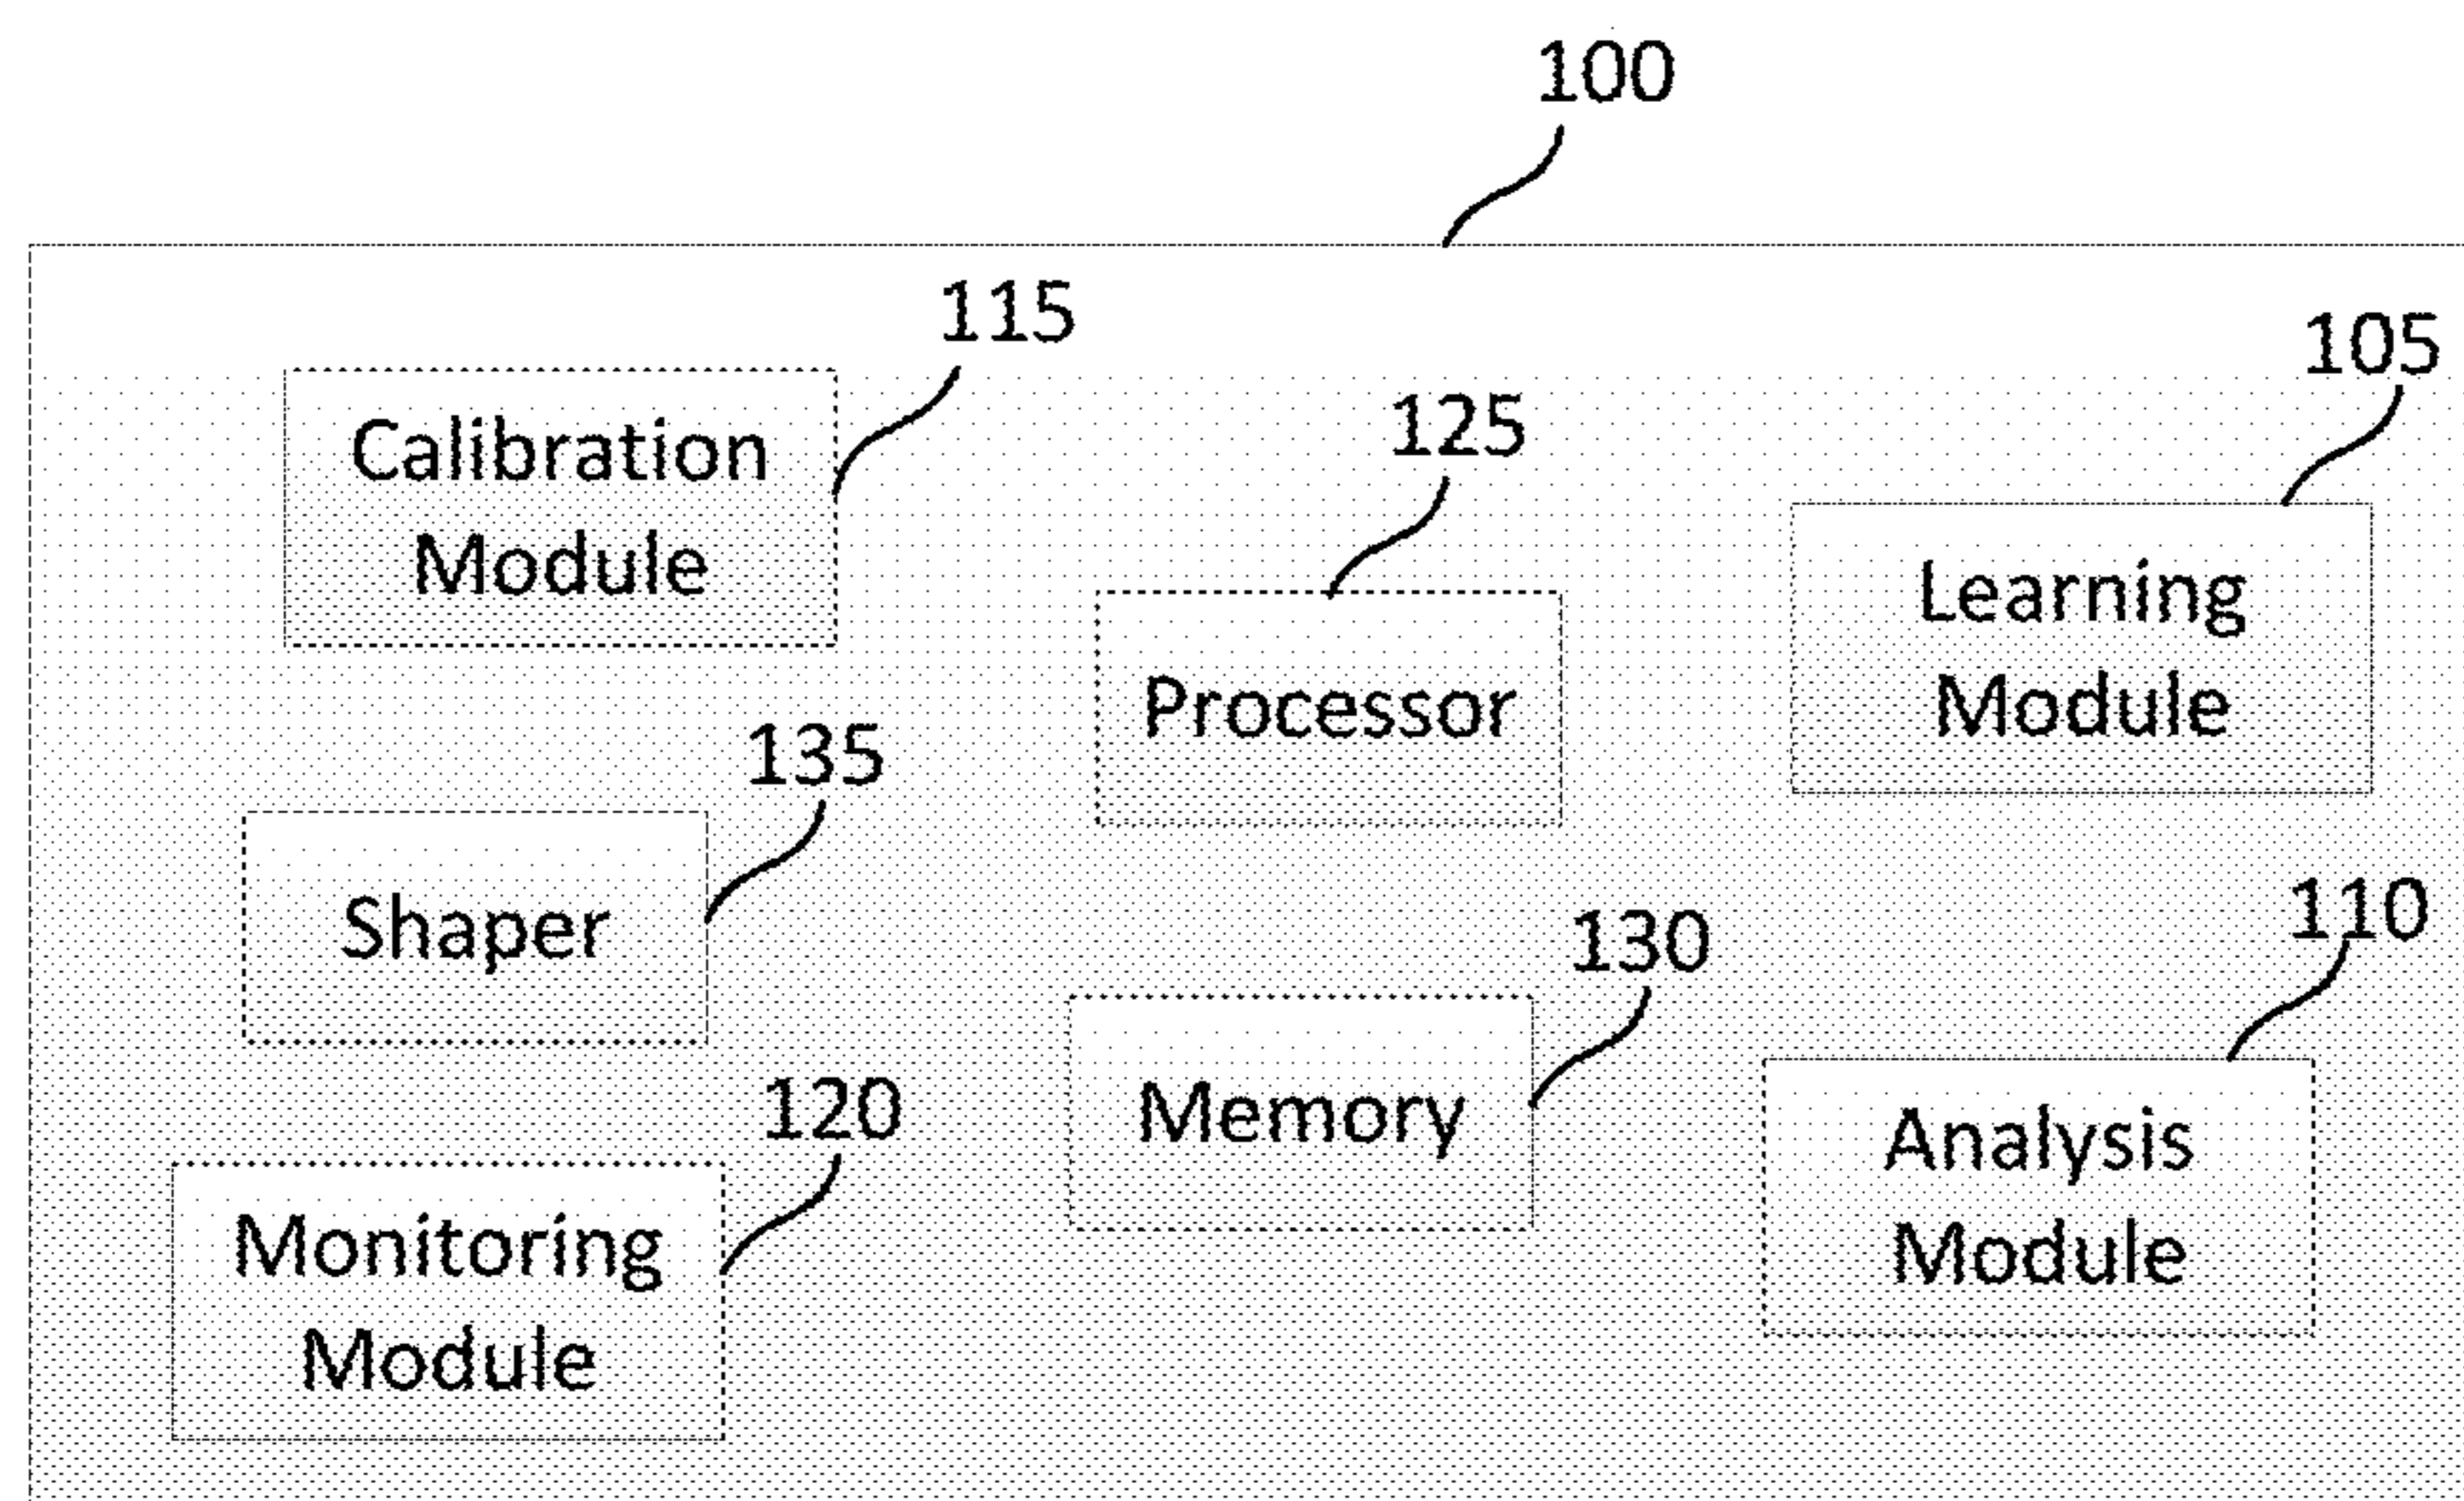 100
115
105
125
Calibration
Module
Learning
Module
Processor
135
Shaper
110
130
120
Memory
Analysis
Module
Monitoring
Module